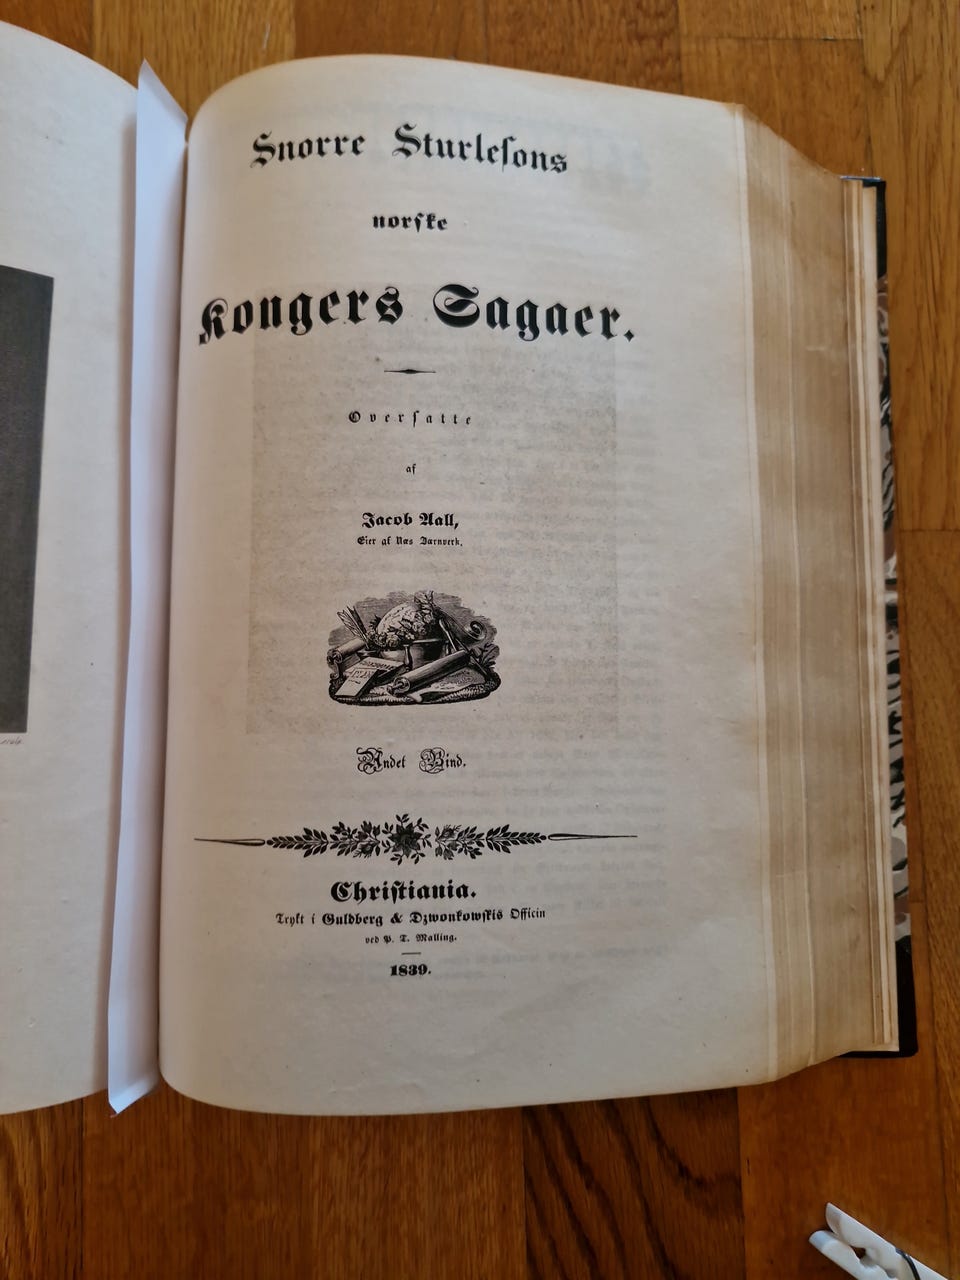 Snorre Sturleſons
norſke
Kongers Sagaer.
Overſatte
af
Jacob Aall,
Eier af Næs Jærnverk.
Andet Bind.
Chriſtiania.
Trykt i Guldberg & Dzwonkowſkis Officin
ved P. T. Malling.
1839.